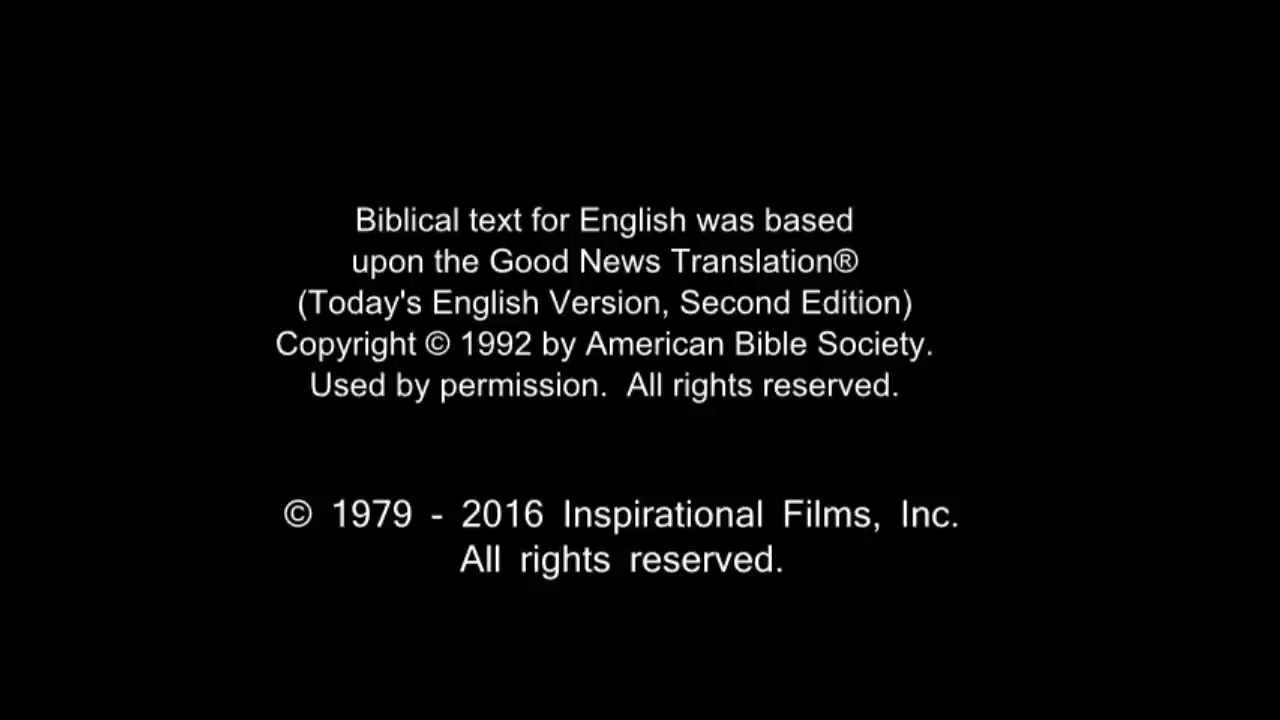 Biblical text for English was based
upon the Good News Translation®
(Today's English Version, Second Edition)
Copyright © 1992 by American Bible Society.
Used by permission.  All rights reserved.
© 1979 - 2016 Inspirational Films, Inc.
All rights reserved.